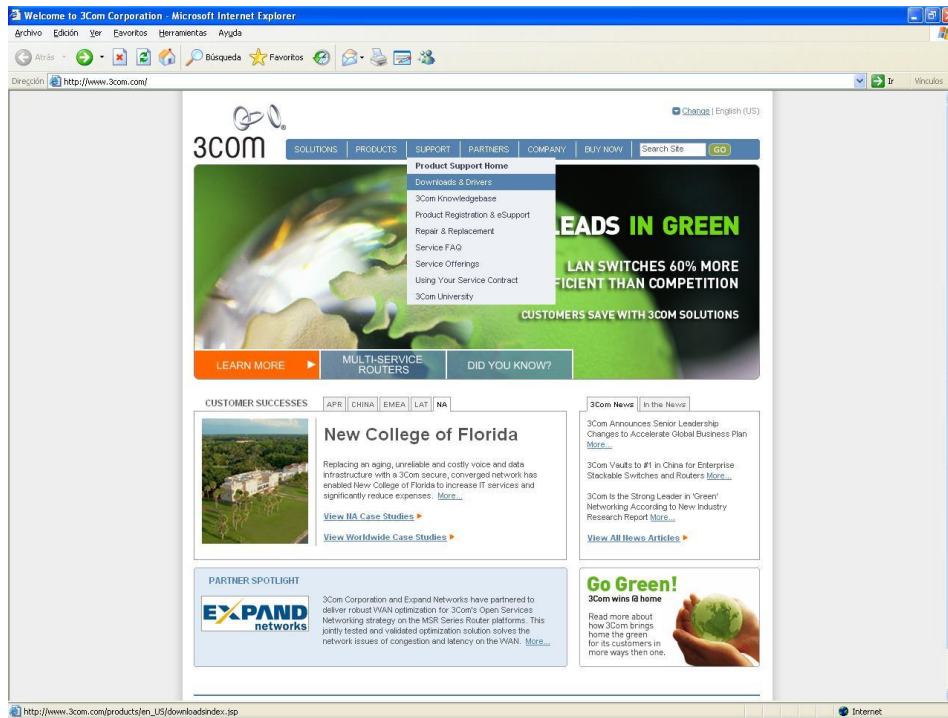 Welcome to 3Com Corporation - Microsoft Internet Explorer
Archivo Edición Ver Favoritos Herramientas Ayuda
Atrás Búsqueda Favoritos
Dirección http://www.3com.com/ Ir Vínculos
Change | English (US)
3COM
SOLUTIONS PRODUCTS SUPPORT PARTNERS COMPANY BUY NOW Search Site GO
Product Support Home
Downloads & Drivers
3Com Knowledgebase
Product Registration & eSupport
Repair & Replacement
Service FAQ
Service Offerings
Using Your Service Contract
3Com University
LEADS IN GREEN
LAN SWITCHES 60% MORE
FICIENT THAN COMPETITION
CUSTOMERS SAVE WITH 3COM SOLUTIONS
LEARN MORE
MULTI-SERVICE
ROUTERS
DID YOU KNOW?
CUSTOMER SUCCESSES APR CHINA EMEA LAT NA
New College of Florida
Replacing an aging, unreliable and costly voice and data
infrastructure with a 3Com secure, converged network has
enabled New College of Florida to increase IT services and
significantly reduce expenses. More...
View NA Case Studies
View Worldwide Case Studies
3Com News In the News
3Com Announces Senior Leadership
Changes to Accelerate Global Business Plan
More...
3Com Vaults to #1 in China for Enterprise
Stackable Switches and Routers More...
3Com Is the Strong Leader in 'Green'
Networking According to New Industry
Research Report More...
View All News Articles
PARTNER SPOTLIGHT
EXPAND
networks
3Com Corporation and Expand Networks have partnered to
deliver robust WAN optimization for 3Com's Open Services
Networking strategy on the MSR Series Router platforms. This
jointly tested and validated optimization solution solves the
network issues of congestion and latency on the WAN. More...
Go Green!
3Com wins @ home
Read more about
how 3Com brings
home the green
for its customers in
more ways then one.
http://www.3com.com/products/en_US/downloadsindex.jsp Internet